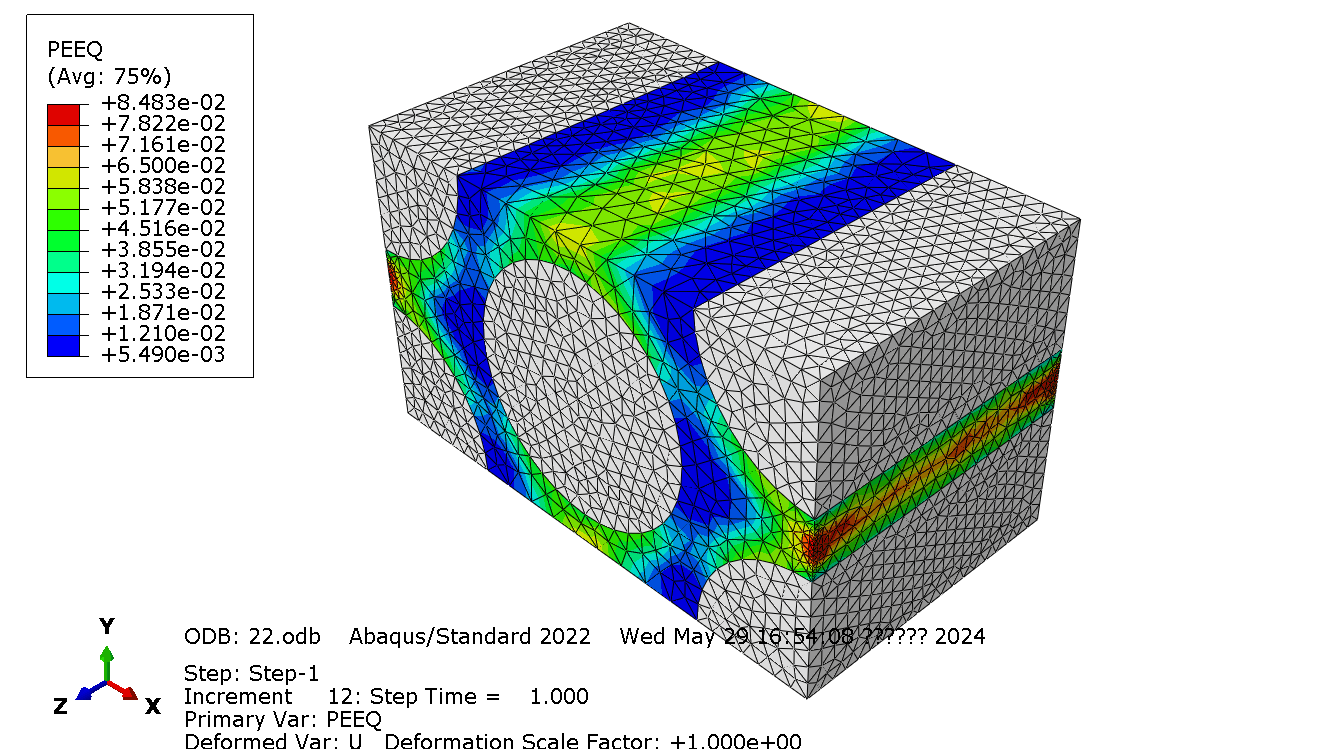 PEEQ
(Avg: 75%)
+8.483e-02
+7.822e-02
+7.161e-02
+6.500e-02
+5.838e-02
+5.177e-02
+4.516e-02
+3.855e-02
+3.194e-02
+2.533e-02
+1.871e-02
+1.210e-02
+5.490e-03
Y
Z X
ODB: 22.odb Abaqus/Standard 2022 Wed May 29 16:54:08 ?????? 2024
Step: Step-1
Increment 12: Step Time = 1.000
Primary Var: PEEQ
Deformed Var: U Deformation Scale Factor: +1.000e+00